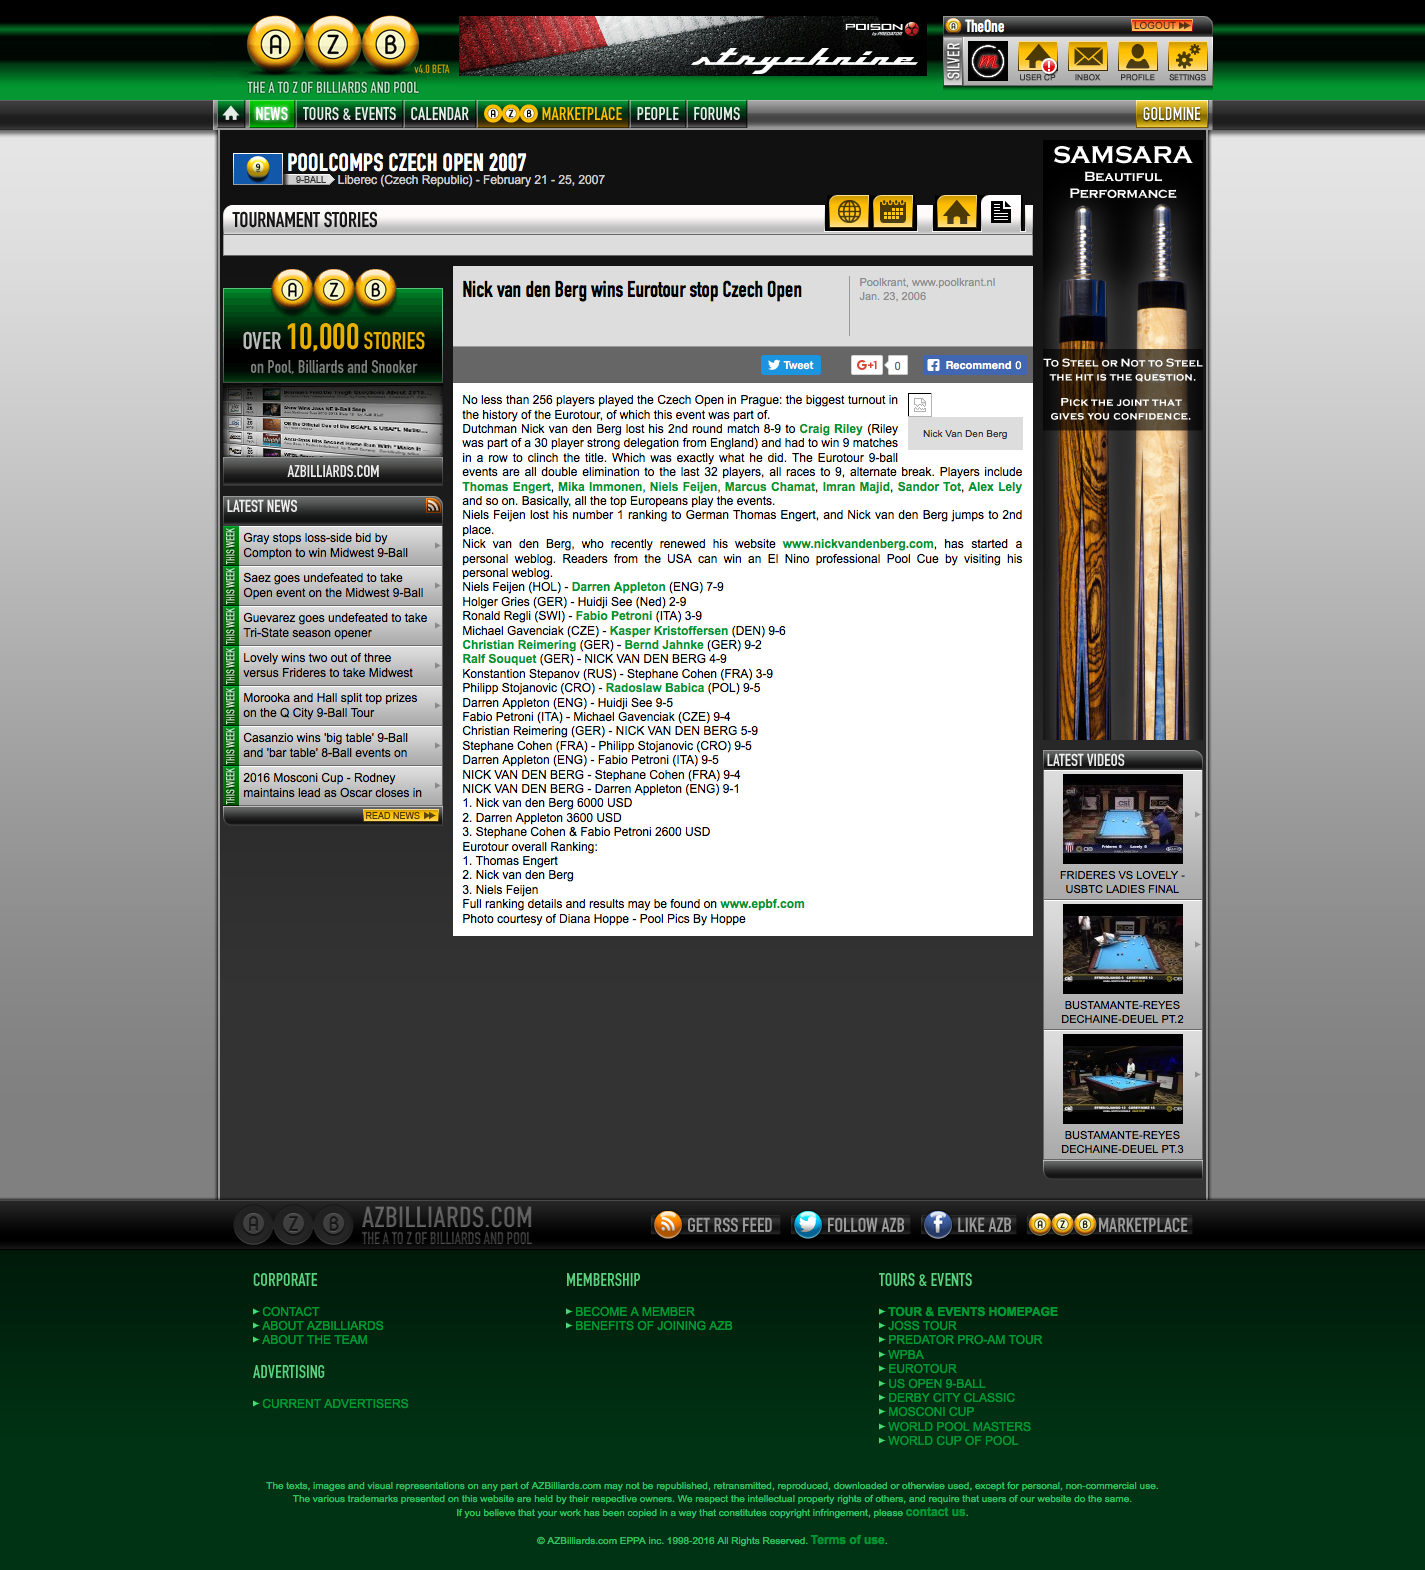 A Z B
v4.0 BETA
THE A TO Z OF BILLIARDS AND POOL
POISON
by PREDATOR
strychnine
A TheOne
LOGOUT
SILVER
USER CP
INBOX
PROFILE
SETTINGS
NEWS
TOURS & EVENTS
CALENDAR
AZB MARKETPLACE
PEOPLE
FORUMS
GOLDMINE
9
POOLCOMPS CZECH OPEN 2007
9-BALL
Liberec (Czech Republic) - February 21 - 25, 2007
TOURNAMENT STORIES
A Z B
OVER 10,000 STORIES
on Pool, Billiards and Snooker
AZBILLIARDS.COM
LATEST NEWS
THIS WEEK
Gray stops loss-side bid by
Compton to win Midwest 9-Ball
THIS WEEK
Saez goes undefeated to take
Open event on the Midwest 9-Ball
THIS WEEK
Guevarez goes undefeated to take
Tri-State season opener
THIS WEEK
Lovely wins two out of three
versus Frideres to take Midwest
THIS WEEK
Morooka and Hall split top prizes
on the Q City 9-Ball Tour
THIS WEEK
Casanzio wins 'big table' 9-Ball
and 'bar table' 8-Ball events on
THIS WEEK
2016 Mosconi Cup - Rodney
maintains lead as Oscar closes in
READ NEWS
Nick van den Berg wins Eurotour stop Czech Open
Poolkrant, www.poolkrant.nl
Jan. 23, 2006
Tweet
G+1
0
Recommend 0
No less than 256 players played the Czech Open in Prague: the biggest turnout in
the history of the Eurotour, of which this event was part of.
Dutchman Nick van den Berg lost his 2nd round match 8-9 to Craig Riley (Riley
was part of a 30 player strong delegation from England) and had to win 9 matches
in a row to clinch the title. Which was exactly what he did. The Eurotour 9-ball
events are all double elimination to the last 32 players, all races to 9, alternate break. Players include
Thomas Engert, Mika Immonen, Niels Feijen, Marcus Chamat, Imran Majid, Sandor Tot, Alex Lely
and so on. Basically, all the top Europeans play the events.
Nick Van Den Berg
Niels Feijen lost his number 1 ranking to German Thomas Engert, and Nick van den Berg jumps to 2nd
place.
Nick van den Berg, who recently renewed his website www.nickvandenberg.com, has started a
personal weblog. Readers from the USA can win an El Nino professional Pool Cue by visiting his
personal weblog.
Niels Feijen (HOL) - Darren Appleton (ENG) 7-9
Holger Gries (GER) - Huidji See (Ned) 2-9
Ronald Regli (SWI) - Fabio Petroni (ITA) 3-9
Michael Gavenciak (CZE) - Kasper Kristoffersen (DEN) 9-6
Christian Reimering (GER) - Bernd Jahnke (GER) 9-2
Ralf Souquet (GER) - NICK VAN DEN BERG 4-9
Konstantion Stepanov (RUS) - Stephane Cohen (FRA) 3-9
Philipp Stojanovic (CRO) - Radoslaw Babica (POL) 9-5
Darren Appleton (ENG) - Huidji See 9-5
Fabio Petroni (ITA) - Michael Gavenciak (CZE) 9-4
Christian Reimering (GER) - NICK VAN DEN BERG 5-9
Stephane Cohen (FRA) - Philipp Stojanovic (CRO) 9-5
Darren Appleton (ENG) - Fabio Petroni (ITA) 9-5
NICK VAN DEN BERG - Stephane Cohen (FRA) 9-4
NICK VAN DEN BERG - Darren Appleton (ENG) 9-1
1. Nick van den Berg 6000 USD
2. Darren Appleton 3600 USD
3. Stephane Cohen & Fabio Petroni 2600 USD
Eurotour overall Ranking:
1. Thomas Engert
2. Nick van den Berg
3. Niels Feijen
Full ranking details and results may be found on www.epbf.com
Photo courtesy of Diana Hoppe - Pool Pics By Hoppe
SAMSARA
BEAUTIFUL
PERFORMANCE
TO STEEL OR NOT TO STEEL
THE HIT IS THE QUESTION.
PICK THE JOINT THAT
GIVES YOU CONFIDENCE.
LATEST VIDEOS
FRIDERES VS LOVELY -
USBTC LADIES FINAL
BUSTAMANTE-REYES
DECHAINE-DEUEL PT.2
BUSTAMANTE-REYES
DECHAINE-DEUEL PT.3
A Z B
AZBILLIARDS.COM
THE A TO Z OF BILLIARDS AND POOL
GET RSS FEED
FOLLOW AZB
LIKE AZB
AZB MARKETPLACE
CORPORATE
CONTACT
ABOUT AZBILLIARDS
ABOUT THE TEAM
ADVERTISING
CURRENT ADVERTISERS
MEMBERSHIP
BECOME A MEMBER
BENEFITS OF JOINING AZB
TOURS & EVENTS
TOUR & EVENTS HOMEPAGE
JOSS TOUR
PREDATOR PRO-AM TOUR
WPBA
EUROTOUR
US OPEN 9-BALL
DERBY CITY CLASSIC
MOSCONI CUP
WORLD POOL MASTERS
WORLD CUP OF POOL
The texts, images and visual representations on any part of AZBilliards.com may not be republished, retransmitted, reproduced, downloaded or otherwise used, except for personal, non-commercial use.
The various trademarks presented on this website are held by their respective owners. We respect the intellectual property rights of others, and require that users of our website do the same.
If you believe that your work has been copied in a way that constitutes copyright infringement, please contact us.
© AZBilliards.com EPPA inc. 1998-2016 All Rights Reserved. Terms of use.